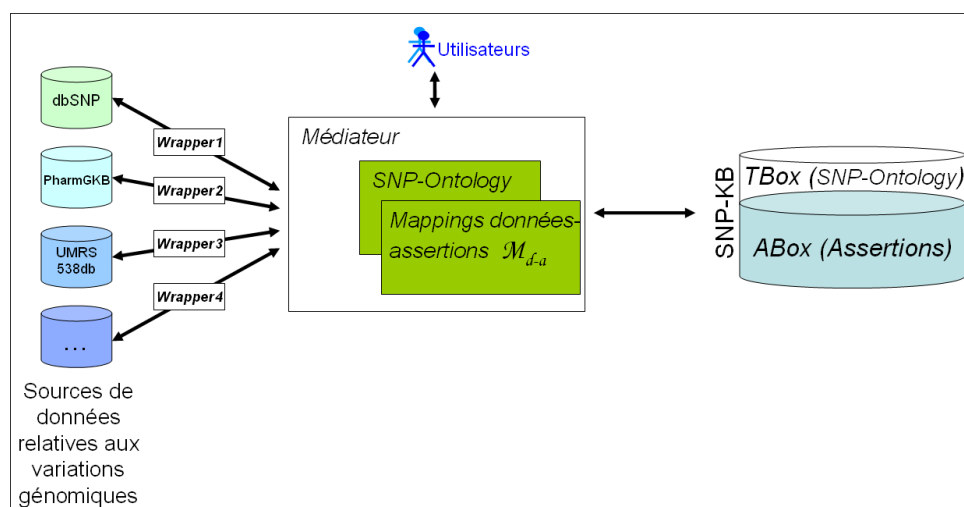 Utilisateurs
dbSNP
Wrapper1
PharmGKB
Wrapper2
UMRS
538db
Wrapper3
...
Wrapper4
Sources de
données
relatives aux
variations
génomiques
Médiateur
SNP-Ontology
Mappings données-
assertions M d-a
SNP-KB
TBox (SNP-Ontology)
ABox (Assertions)